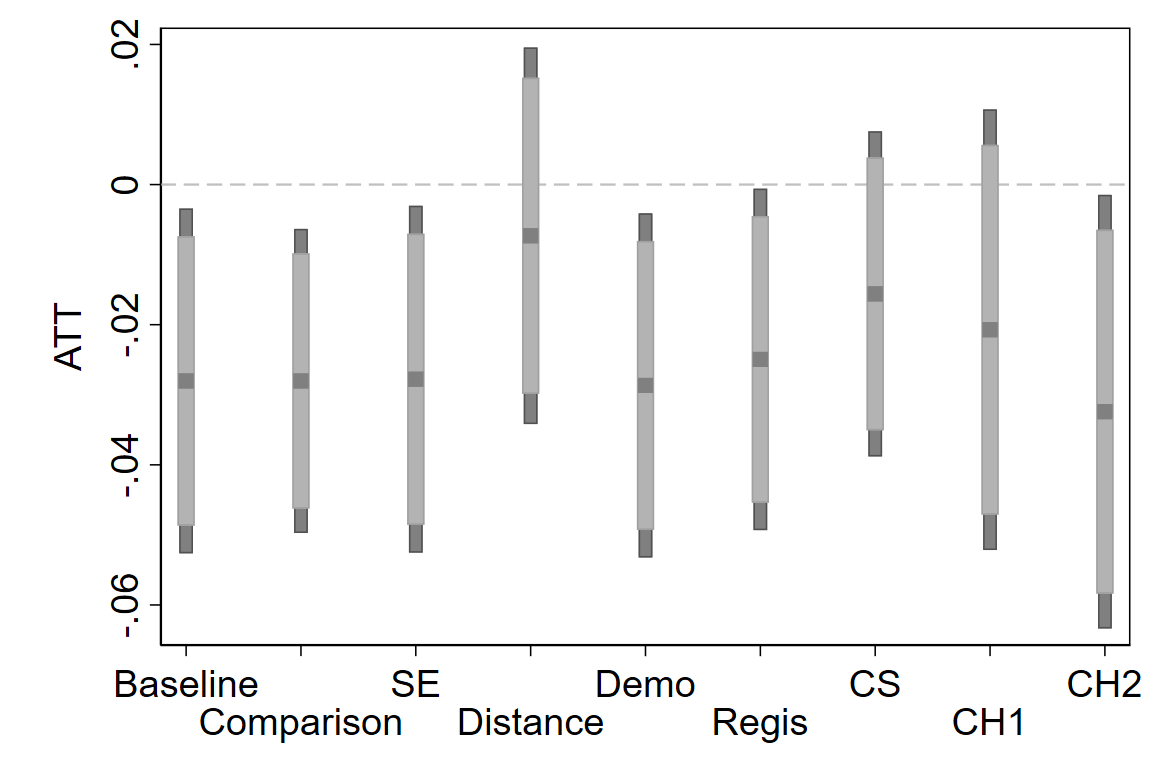 ATT
.02
0
-.02
-.04
-.06
Baseline SE Demo CS CH2
Comparison Distance Regis CH1